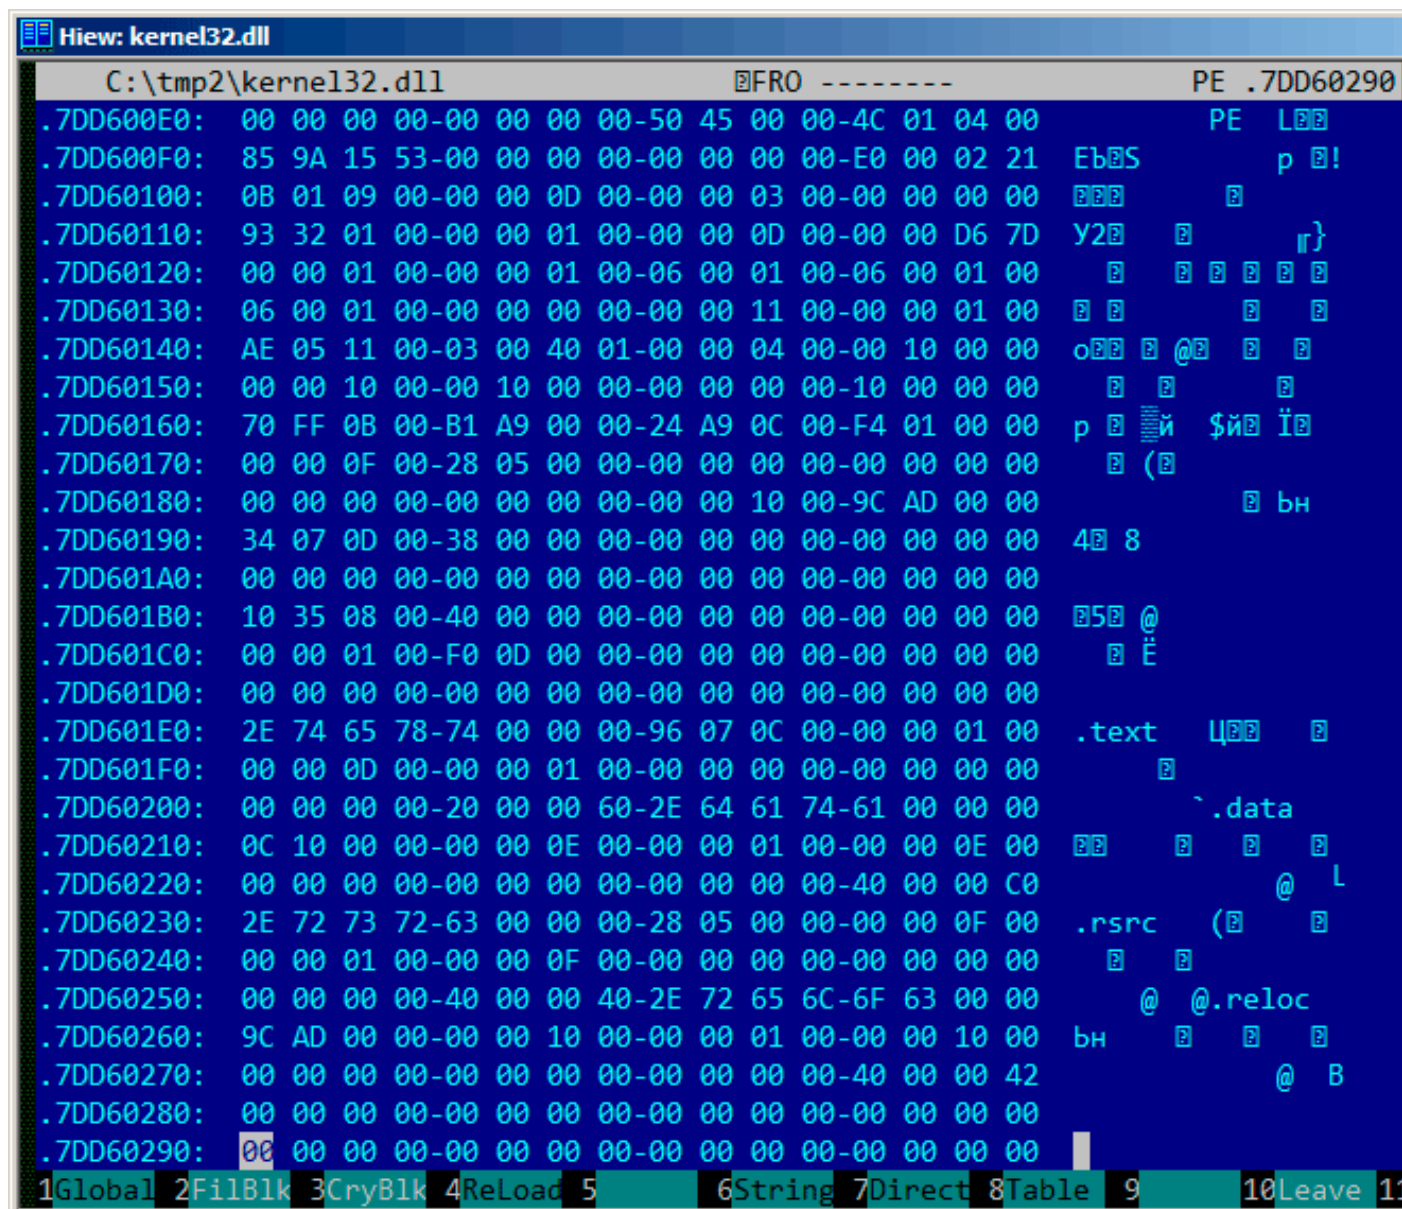 Hiew: kernel32.dll
C:\tmp2\kernel32.dll ⍰FRO -------- PE .7DD60290
.7DD600E0: 00 00 00 00-00 00 00 00-50 45 00 00-4C 01 04 00 PE L⍰⍰
.7DD600F0: 85 9A 15 53-00 00 00 00-00 00 00 00-E0 00 02 21 ЕЪ⍰S р ⍰!
.7DD60100: 0B 01 09 00-00 00 0D 00-00 00 03 00-00 00 00 00 ⍰⍰⍰ ⍰
.7DD60110: 93 32 01 00-00 00 01 00-00 00 0D 00-00 00 D6 7D У2⍰ ⍰ ╓}
.7DD60120: 00 00 01 00-00 00 01 00-06 00 01 00-06 00 01 00 ⍰ ⍰ ⍰ ⍰ ⍰ ⍰
.7DD60130: 06 00 01 00-00 00 00 00-00 00 11 00-00 00 01 00 ⍰ ⍰ ⍰ ⍰
.7DD60140: AE 05 11 00-03 00 40 01-00 00 04 00-00 10 00 00 о⍰⍰ ⍰ @⍰ ⍰ ⍰
.7DD60150: 00 00 10 00-00 10 00 00-00 00 00 00-10 00 00 00 ⍰ ⍰ ⍰
.7DD60160: 70 FF 0B 00-B1 A9 00 00-24 A9 0C 00-F4 01 00 00 p ⍰ ▒й $й⍰ Ї⍰
.7DD60170: 00 00 0F 00-28 05 00 00-00 00 00 00-00 00 00 00 ⍰ (⍰
.7DD60180: 00 00 00 00-00 00 00 00-00 00 10 00-9C AD 00 00 ⍰ Ьн
.7DD60190: 34 07 0D 00-38 00 00 00-00 00 00 00-00 00 00 00 4⍰ 8
.7DD601A0: 00 00 00 00-00 00 00 00-00 00 00 00-00 00 00 00
.7DD601B0: 10 35 08 00-40 00 00 00-00 00 00 00-00 00 00 00 ⍰5⍰ @
.7DD601C0: 00 00 01 00-F0 0D 00 00-00 00 00 00-00 00 00 00 ⍰ Ё
.7DD601D0: 00 00 00 00-00 00 00 00-00 00 00 00-00 00 00 00
.7DD601E0: 2E 74 65 78-74 00 00 00-96 07 0C 00-00 00 01 00 .text Ц⍰⍰ ⍰
.7DD601F0: 00 00 0D 00-00 00 01 00-00 00 00 00-00 00 00 00 ⍰
.7DD60200: 00 00 00 00-20 00 00 60-2E 64 61 74-61 00 00 00 `.data
.7DD60210: 0C 10 00 00-00 00 0E 00-00 00 01 00-00 00 0E 00 ⍰⍰ ⍰ ⍰ ⍰
.7DD60220: 00 00 00 00-00 00 00 00-00 00 00 00-40 00 00 C0 @ └
.7DD60230: 2E 72 73 72-63 00 00 00-28 05 00 00-00 00 0F 00 .rsrc (⍰ ⍰
.7DD60240: 00 00 01 00-00 00 0F 00-00 00 00 00-00 00 00 00 ⍰ ⍰
.7DD60250: 00 00 00 00-40 00 00 40-2E 72 65 6C-6F 63 00 00 @ @.reloc
.7DD60260: 9C AD 00 00-00 00 10 00-00 00 01 00-00 00 10 00 Ьн ⍰ ⍰ ⍰
.7DD60270: 00 00 00 00-00 00 00 00-00 00 00 00-40 00 00 42 @ B
.7DD60280: 00 00 00 00-00 00 00 00-00 00 00 00-00 00 00 00
.7DD60290: 00 00 00 00-00 00 00 00-00 00 00 00-00 00 00 00
1Global 2FilBlk 3CryBlk 4ReLoad 5 6String 7Direct 8Table 9 10Leave 11